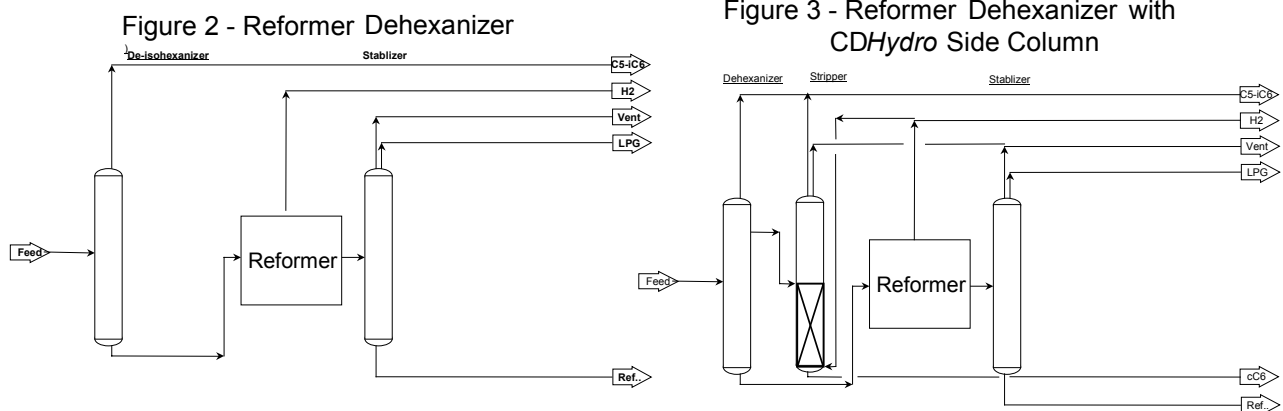 Figure 2 - Reformer Dehexanizer
)
De-isohexanizer
Stablizer
C5-iC6
H2
Vent
LPG
Feed
Reformer
Ref..
Figure 3 - Reformer Dehexanizer with
CDHydro Side Column
Dehexanizer
Stripper
Stablizer
C5-iC6
H2
Vent
LPG
Feed
Reformer
cC6
Ref..